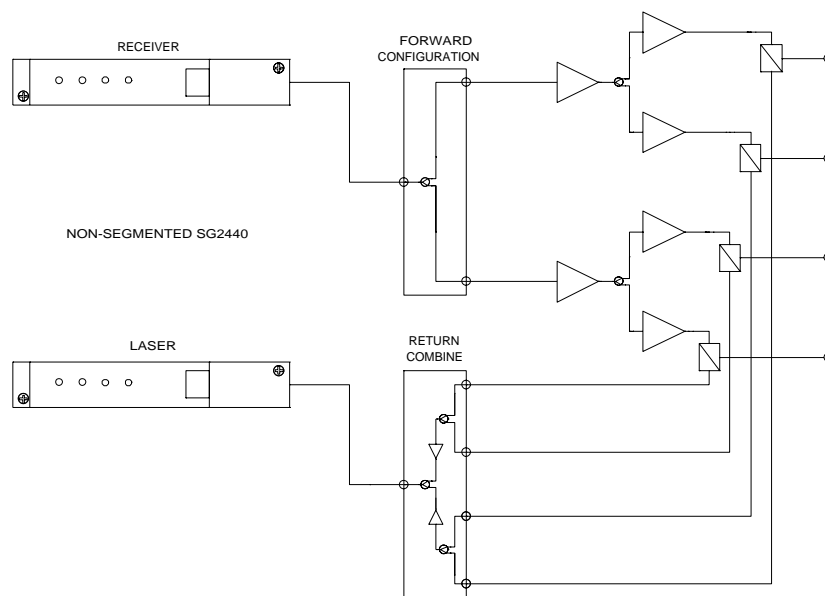 RECEIVER
FORWARD
CONFIGURATION
NON-SEGMENTED SG2440
LASER
RETURN
COMBINE